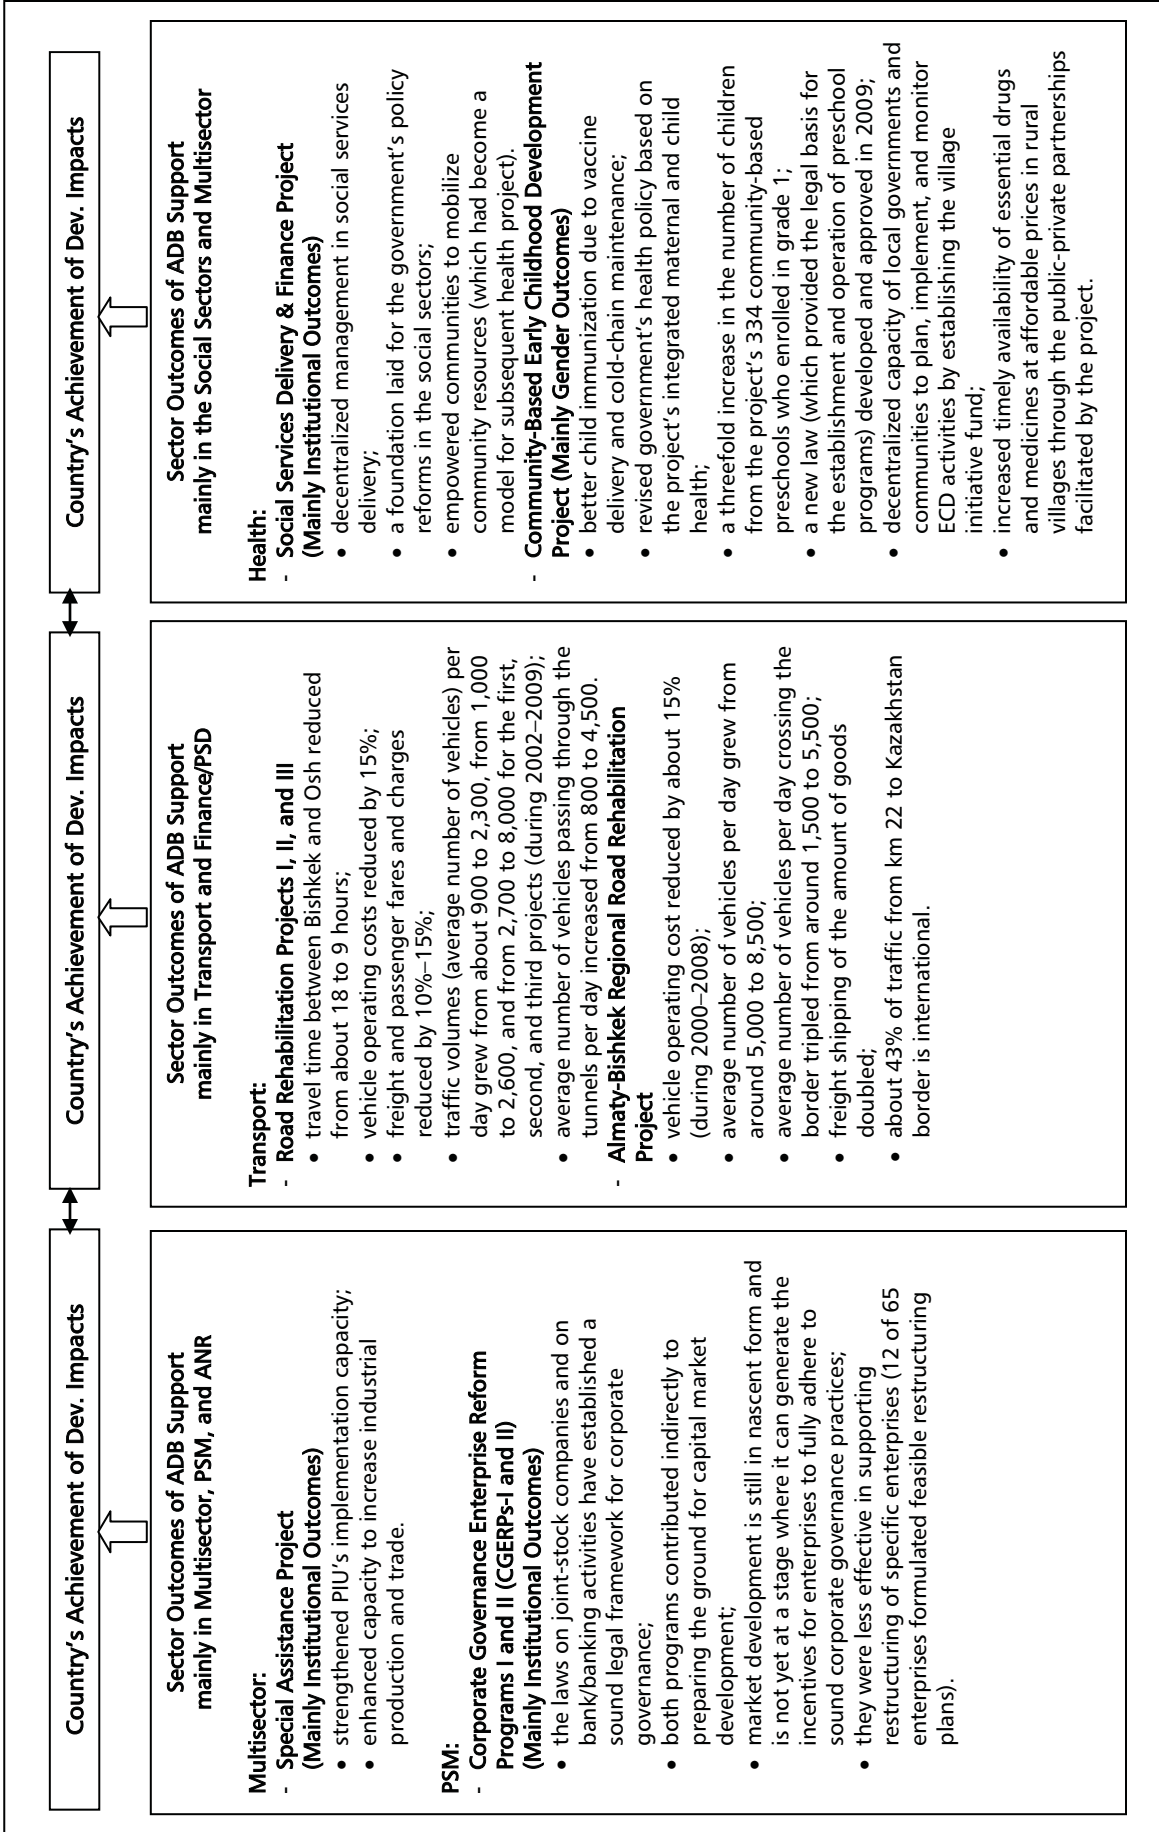 Country's Achievement of Dev. Impacts
Sector Outcomes of ADB Support
mainly in Multisector, PSM, and ANR
Multisector:
- Special Assistance Project
(Mainly Institutional Outcomes)
• strengthened PIU's implementation capacity;
• enhanced capacity to increase industrial
production and trade.
PSM:
- Corporate Governance Enterprise Reform
Programs I and II (CGERPs-I and II)
(Mainly Institutional Outcomes)
• the laws on joint-stock companies and on
bank/banking activities have established a
sound legal framework for corporate
governance;
• both programs contributed indirectly to
preparing the ground for capital market
development;
• market development is still in nascent form and
is not yet at a stage where it can generate the
incentives for enterprises to fully adhere to
sound corporate governance practices;
• they were less effective in supporting
restructuring of specific enterprises (12 of 65
enterprises formulated feasible restructuring
plans).
Country's Achievement of Dev. Impacts
Sector Outcomes of ADB Support
mainly in Transport and Finance/PSD
Transport:
- Road Rehabilitation Projects I, II, and III
• travel time between Bishkek and Osh reduced
from about 18 to 9 hours;
• vehicle operating costs reduced by 15%;
• freight and passenger fares and charges
reduced by 10%–15%;
• traffic volumes (average number of vehicles) per
day grew from about 900 to 2,300, from 1,000
to 2,600, and from 2,700 to 8,000 for the first,
second, and third projects (during 2002–2009);
• average number of vehicles passing through the
tunnels per day increased from 800 to 4,500.
- Almaty-Bishkek Regional Road Rehabilitation
Project
• vehicle operating cost reduced by about 15%
(during 2000–2008);
• average number of vehicles per day grew from
around 5,000 to 8,500;
• average number of vehicles per day crossing the
border tripled from around 1,500 to 5,500;
• freight shipping of the amount of goods
doubled;
• about 43% of traffic from km 22 to Kazakhstan
border is international.
Country's Achievement of Dev. Impacts
Sector Outcomes of ADB Support
mainly in the Social Sectors and Multisector
Health:
- Social Services Delivery & Finance Project
(Mainly Institutional Outcomes)
• decentralized management in social services
delivery;
• a foundation laid for the government's policy
reforms in the social sectors;
• empowered communities to mobilize
community resources (which had become a
model for subsequent health project).
- Community-Based Early Childhood Development
Project (Mainly Gender Outcomes)
• better child immunization due to vaccine
delivery and cold-chain maintenance;
• revised government's health policy based on
the project's integrated maternal and child
health;
• a threefold increase in the number of children
from the project's 334 community-based
preschools who enrolled in grade 1;
• a new law (which provided the legal basis for
the establishment and operation of preschool
programs) developed and approved in 2009;
• decentralized capacity of local governments and
communities to plan, implement, and monitor
ECD activities by establishing the village
initiative fund;
• increased timely availability of essential drugs
and medicines at affordable prices in rural
villages through the public-private partnerships
facilitated by the project.